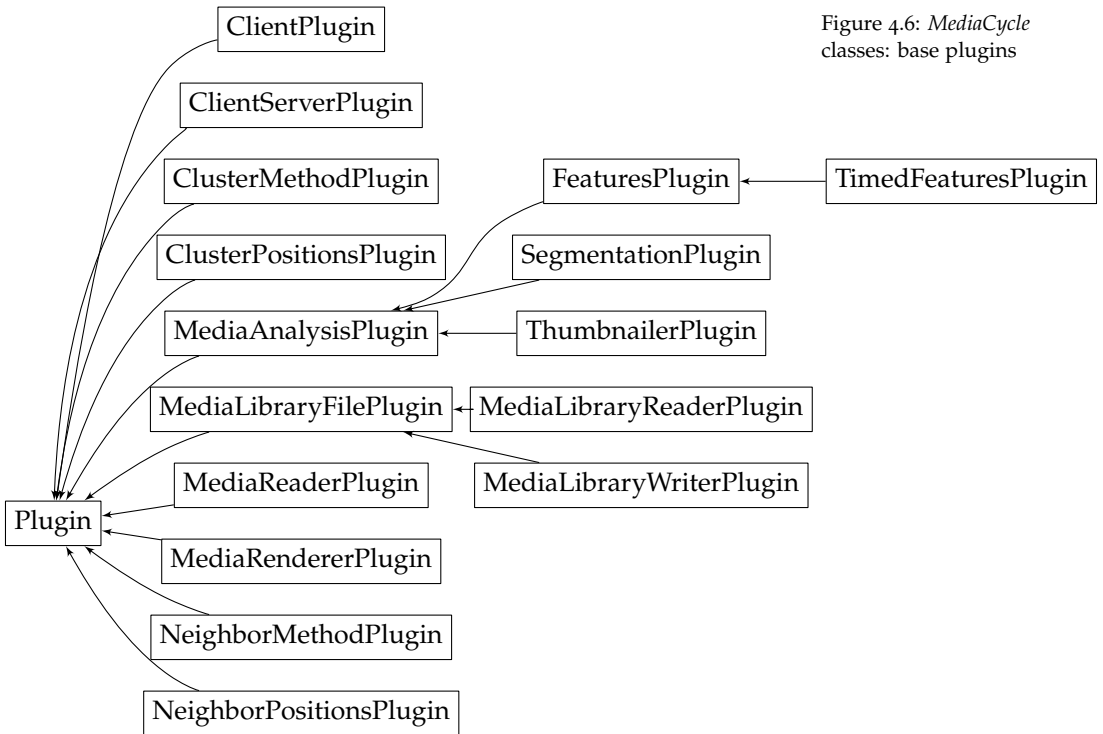 ClientPlugin
Figure 4.6: MediaCycle
classes: base plugins
ClientServerPlugin
ClusterMethodPlugin
FeaturesPlugin
TimedFeaturesPlugin
ClusterPositionsPlugin
SegmentationPlugin
MediaAnalysisPlugin
ThumbnailerPlugin
MediaLibraryFilePlugin
MediaLibraryReaderPlugin
MediaReaderPlugin
MediaLibraryWriterPlugin
Plugin
MediaRendererPlugin
NeighborMethodPlugin
NeighborPositionsPlugin